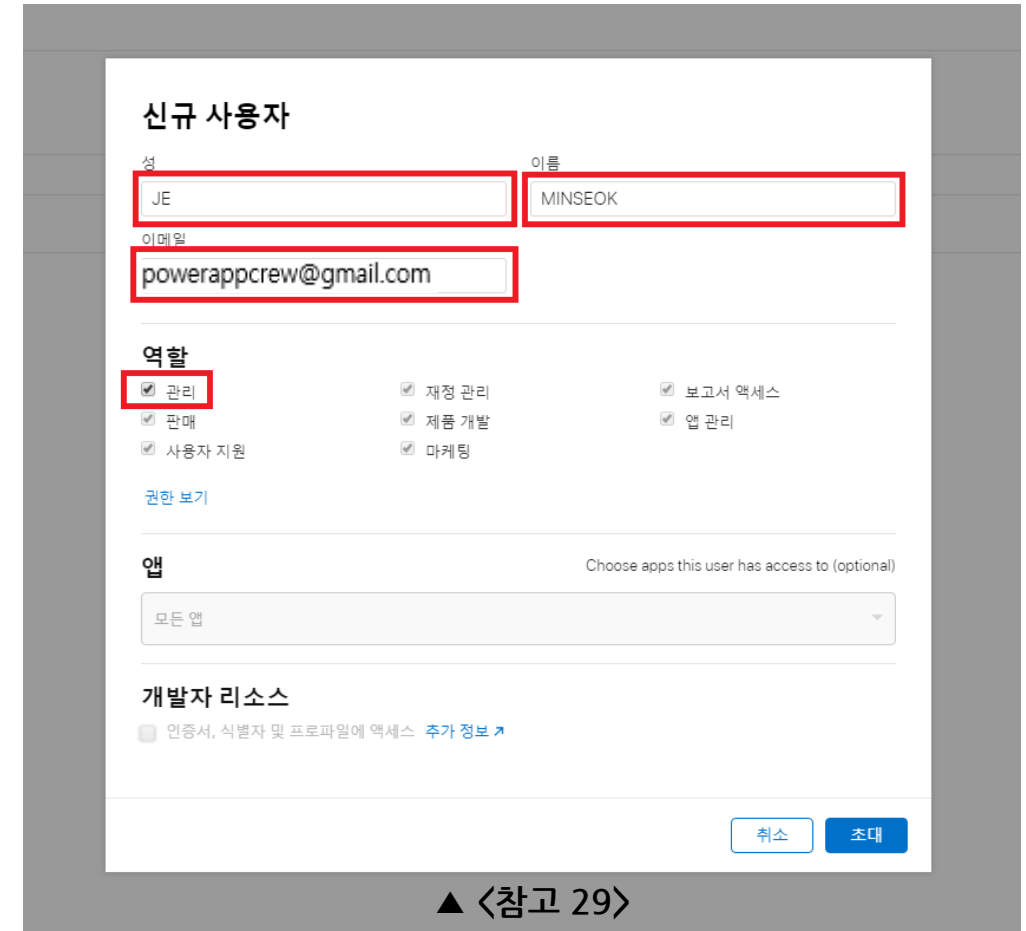 신규 사용자
성 이름
JE MINSEOK
이메일
powerappcrew@gmail.com
역할
관리 재정 관리 보고서 액세스
판매 제품 개발 앱 관리
사용자 지원 마케팅
권한 보기
앱 Choose apps this user has access to (optional)
모든 앱
개발자 리소스
인증서, 식별자 및 프로파일에 액세스 추가 정보 ↗
취소 초대
▲ <참고 29>